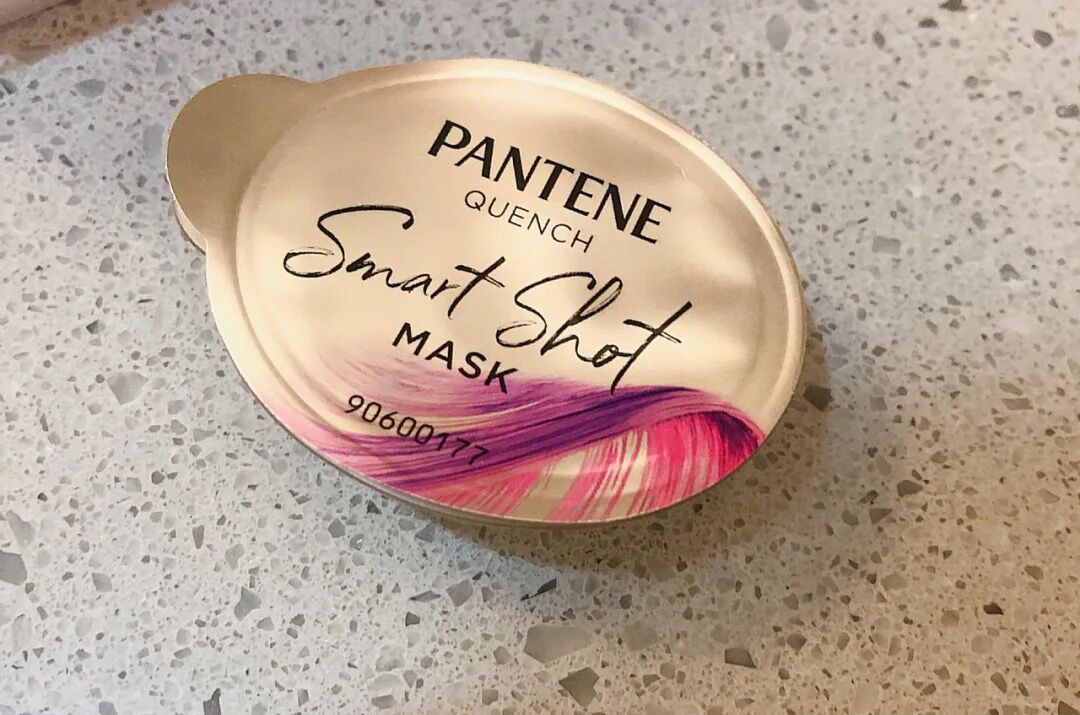 PANTENE
QUENCH
Smart Shot
MASK
90600177